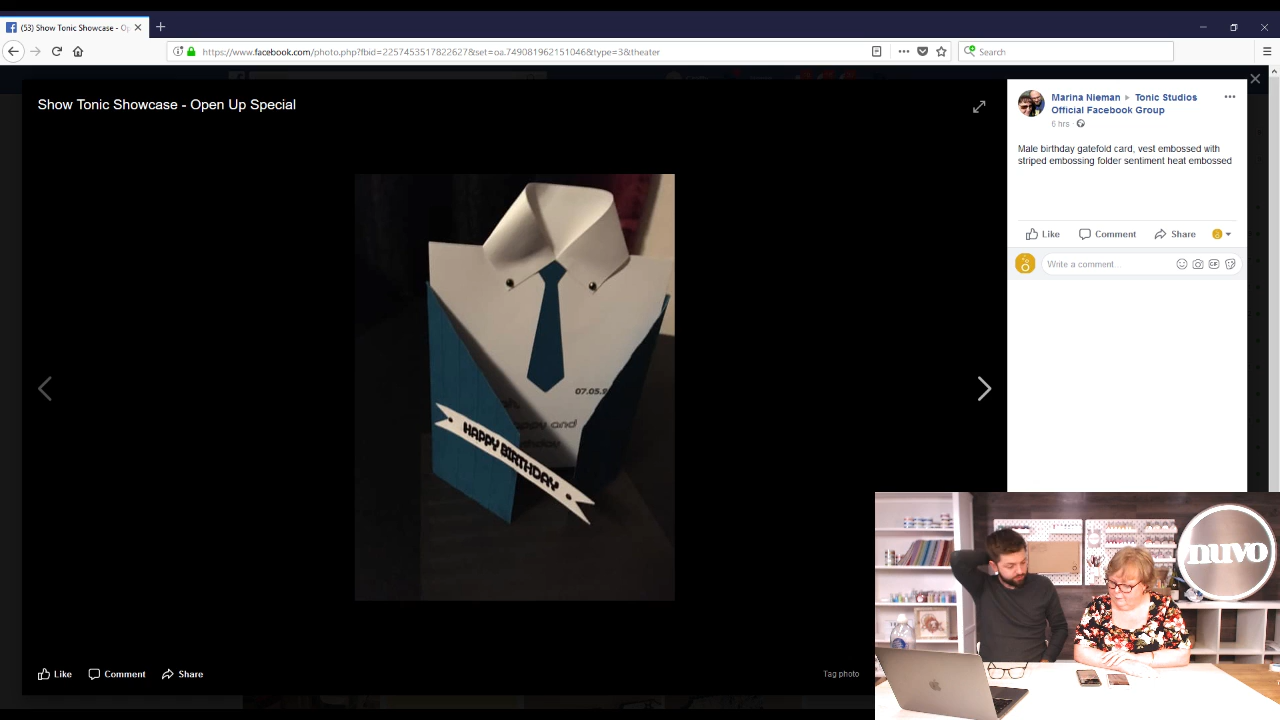 (53) Show Tonic Showcase - Op
https://www.facebook.com/photo.php?fbid=2257453517822627&set=oa.749081962151046&type=3&theater
Search
Show Tonic Showcase - Open Up Special
Marina Nieman ▸ Tonic Studios
Official Facebook Group
6 hrs ·
Male birthday gatefold card, vest embossed with
striped embossing folder sentiment heat embossed
Like Comment Share
Write a comment...
GIF
07.05.
and
HAPPY BIRTHDAY
nuvo
Like Comment Share
Tag photo